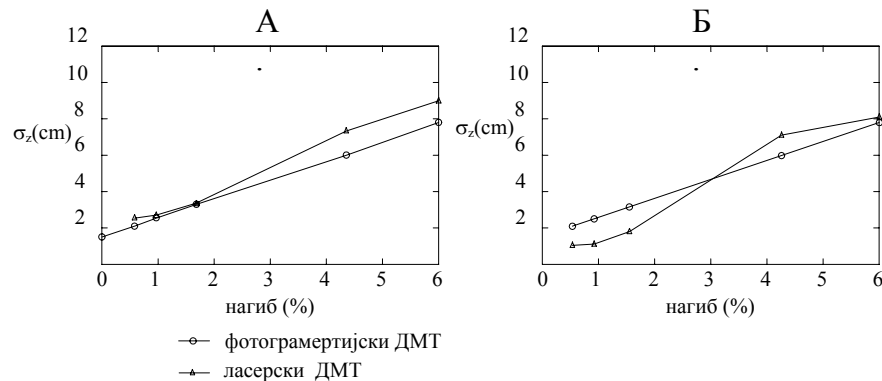 А
12
10
8
σz(cm)
6
4
2
0 1 2 3 4 5 6
нагиб (%)
Б
12
10
8
σz(cm)
6
4
2
0 1 2 3 4 5 6
нагиб (%)
фотограмертијски ДМТ
ласерски ДМТ